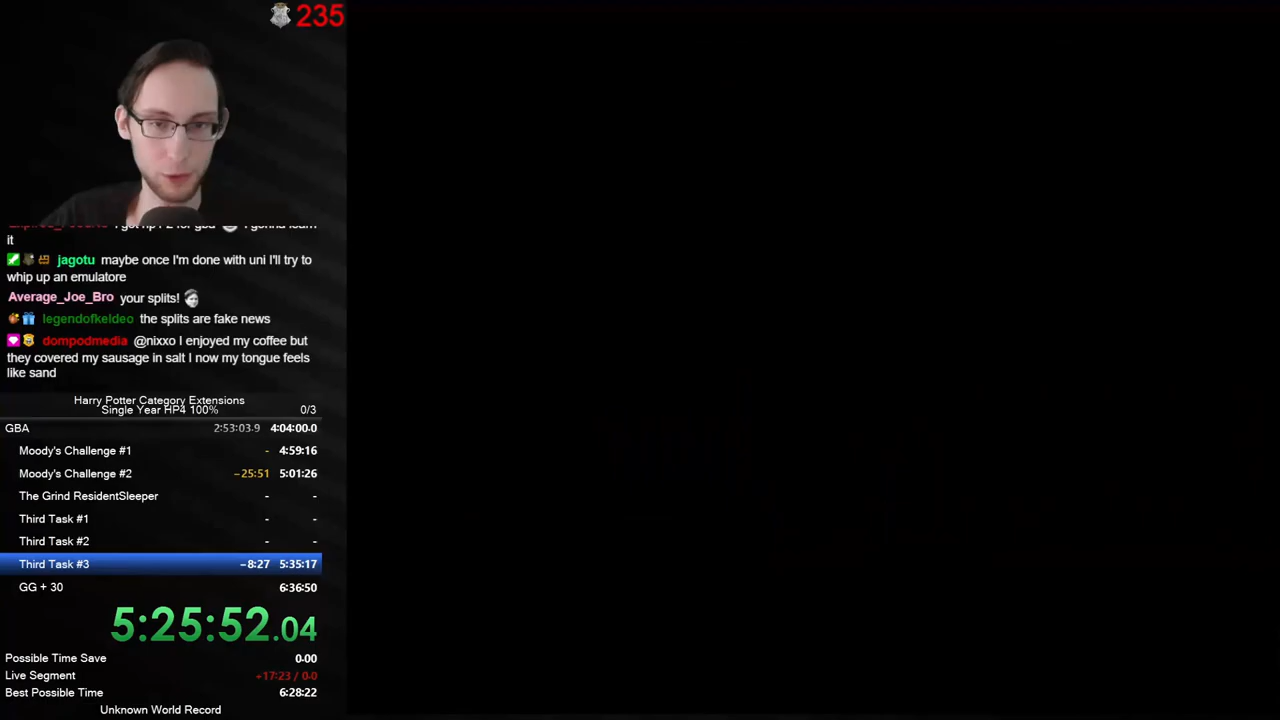 235
it
jagotu maybe once I'm done with uni I'll try to
whip up an emulatore
Average_Joe_Bro your splits!
legendofkeldeo the splits are fake news
dompodmedia @nixxo I enjoyed my coffee but
they covered my sausage in salt I now my tongue feels
like sand
Harry Potter Category Extensions
Single Year HP4 100% 0/3
GBA 2:53:03.9 4:04:00.0
Moody's Challenge #1 - 4:59:16
Moody's Challenge #2 −25:51 5:01:26
The Grind ResidentSleeper - -
Third Task #1 - -
Third Task #2 - -
Third Task #3 −8:27 5:35:17
GG + 30 6:36:50
5:25:52.04
Possible Time Save 0.00
Live Segment +17:23 / 0.0
Best Possible Time 6:28:22
Unknown World Record